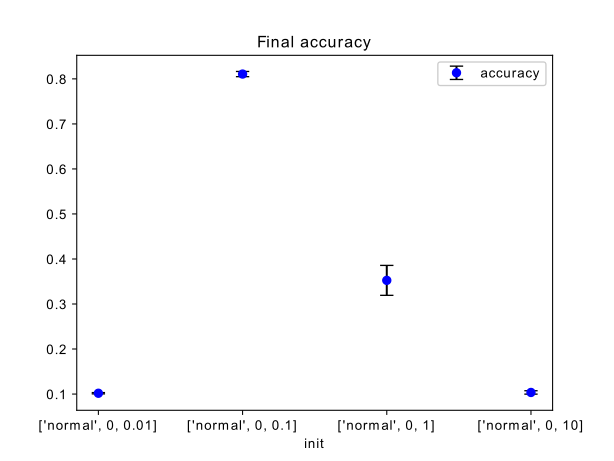 Final accuracy
accuracy
0.8
0.7
0.6
0.5
0.4
0.3
0.2
0.1
['normal', 0, 0.01] ['normal', 0, 0.1] ['normal', 0, 1] ['normal', 0, 10]
init